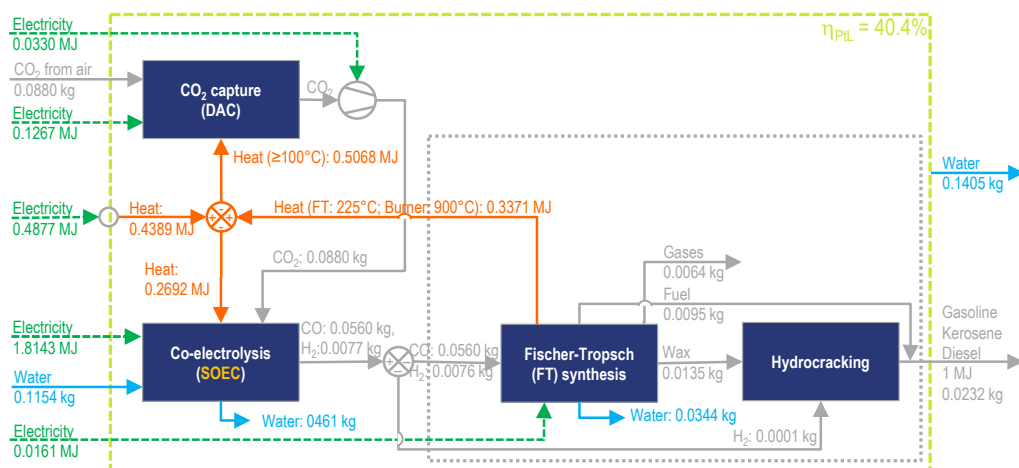 Electricity
0.0330 MJ
η_PtL = 40.4%
CO₂ from air
0.0880 kg
CO₂ capture
(DAC)
CO₂
Electricity
0.1267 MJ
Heat (≥100°C): 0.5068 MJ
Water
0.1405 kg
Electricity
0.4877 MJ
Heat:
0.4389 MJ
Heat (FT: 225°C; Burner: 900°C): 0.3371 MJ
CO₂: 0.0880 kg
Heat:
0.2692 MJ
Gases
0.0064 kg
Fuel
0.0095 kg
Electricity
1.8143 MJ
Co-electrolysis
(SOEC)
CO: 0.0560 kg,
H₂:0.0077 kg
CO: 0.0560 kg
H₂: 0.0076 kg
Fischer-Tropsch
(FT) synthesis
Wax
0.0135 kg
Hydrocracking
Gasoline
Kerosene
Diesel
1 MJ
0.0232 kg
Water
0.1154 kg
Water: 0461 kg
Water: 0.0344 kg
H₂: 0.0001 kg
Electricity
0.0161 MJ